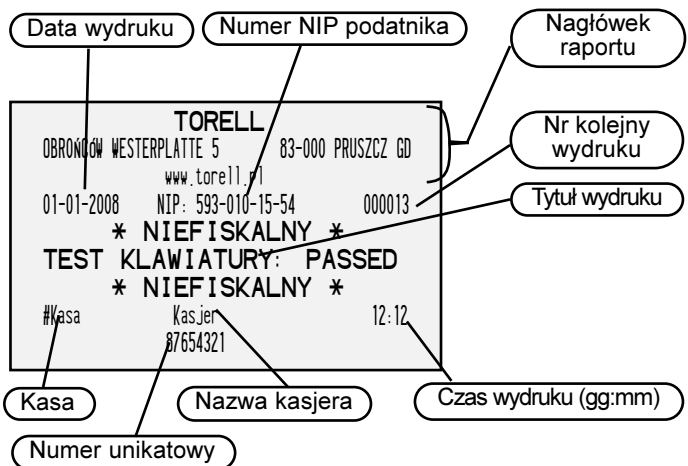 Data wydruku
Numer NIP podatnika
Nagłówek
raportu
TORELL
OBROŃCÓW WESTERPLATTE 5 83-000 PRUSZCZ GD
www.torell.pl
Nr kolejny
wydruku
01-01-2008 NIP: 593-010-15-54 000013
Tytuł wydruku
* NIEFISKALNY *
TEST KLAWIATURY: PASSED
* NIEFISKALNY *
#Kasa Kasjer 12:12
87654321
Kasa
Nazwa kasjera
Czas wydruku (gg:mm)
Numer unikatowy